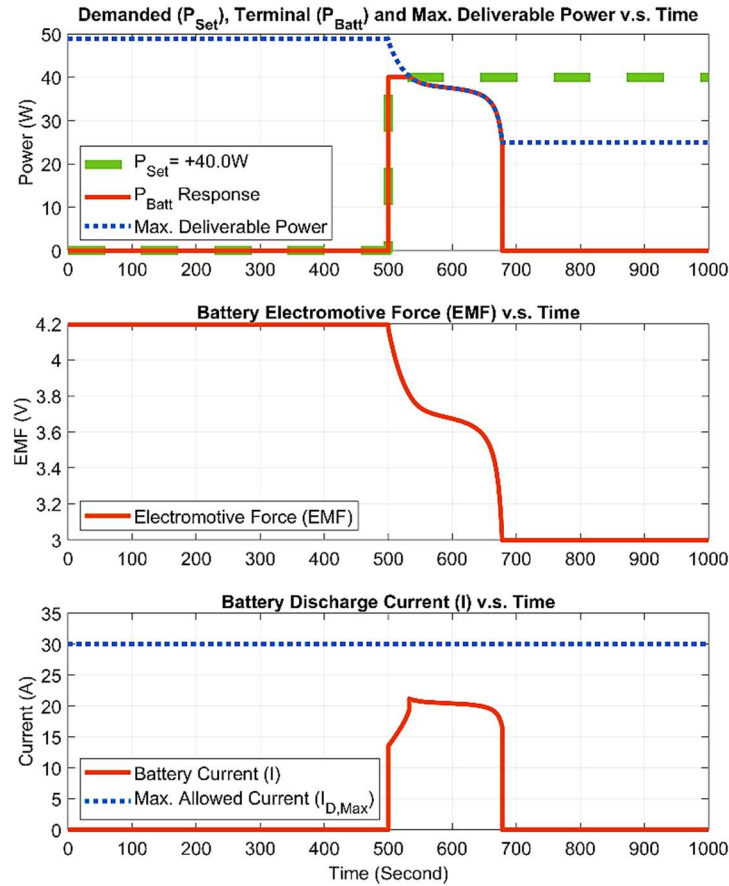 Demanded (P_Set), Terminal (P_Batt) and Max. Deliverable Power v.s. Time
50
40
30
20
10
0
Power (W)
P_Set= +40.0W
P_Batt Response
Max. Deliverable Power
0 100 200 300 400 500 600 700 800 900 1000
Battery Electromotive Force (EMF) v.s. Time
4.2
4
3.8
3.6
3.4
3.2
3
EMF (V)
Electromotive Force (EMF)
0 100 200 300 400 500 600 700 800 900 1000
Battery Discharge Current (I) v.s. Time
35
30
25
20
15
10
5
0
Current (A)
Battery Current (I)
Max. Allowed Current (I_D,Max)
0 100 200 300 400 500 600 700 800 900 1000
Time (Second)